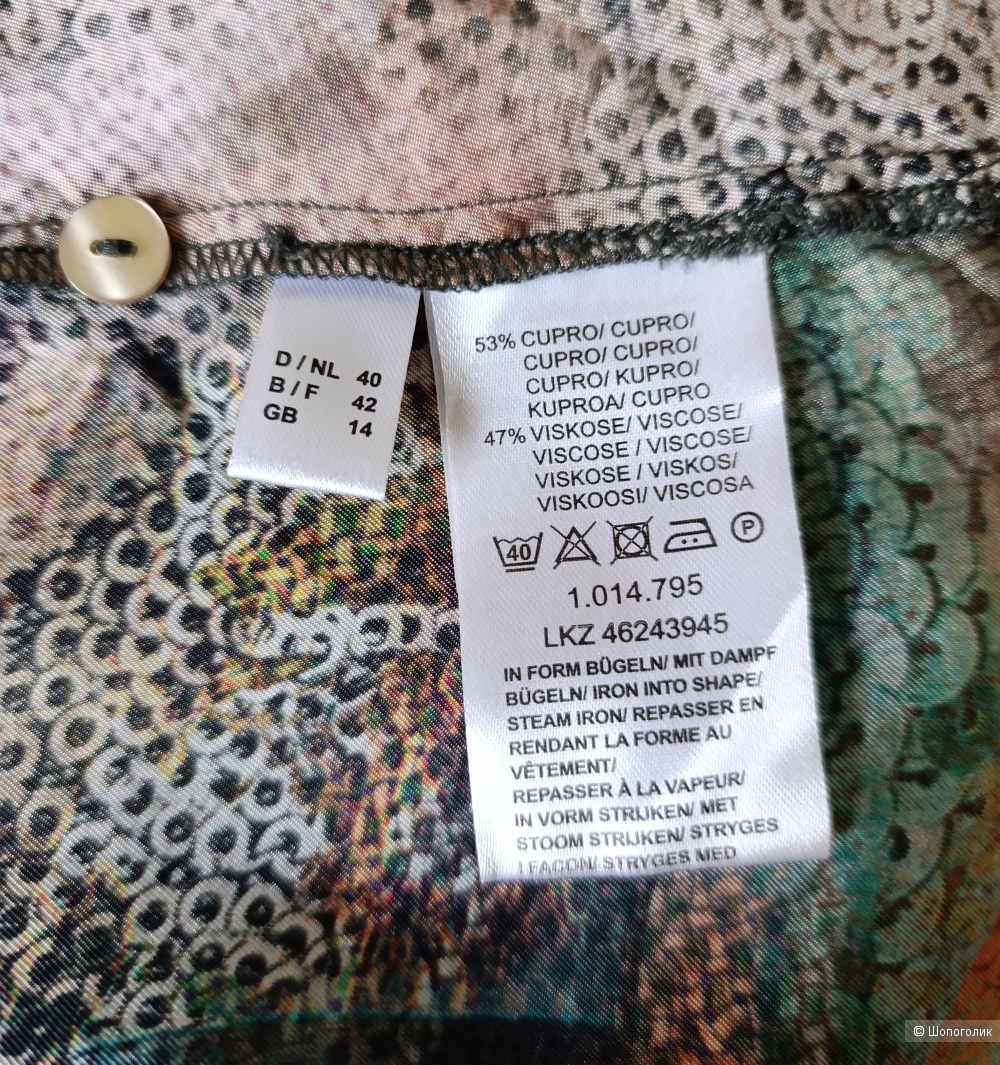 D / NL 40
B / F 42
GB 14
53% CUPRO/ CUPRO/
CUPRO/ CUPRO/
CUPRO/ KUPRO/
KUPROA/ CUPRO
47% VISKOSE/ VISCOSE/
VISCOSE / VISCOSE/
VISKOSE / VISKOS/
VISKOOSI/ VISCOSA
40 P
1.014.795
LKZ 46243945
IN FORM BÜGELN/ MIT DAMPF
BÜGELN/ IRON INTO SHAPE/
STEAM IRON/ REPASSER EN
RENDANT LA FORME AU
VÊTEMENT/
REPASSER À LA VAPEUR/
IN VORM STRIJKEN/ MET
STOOM STRIJKEN/ STRYGES
I FACON/ STRYGES MED
© Шопоголик